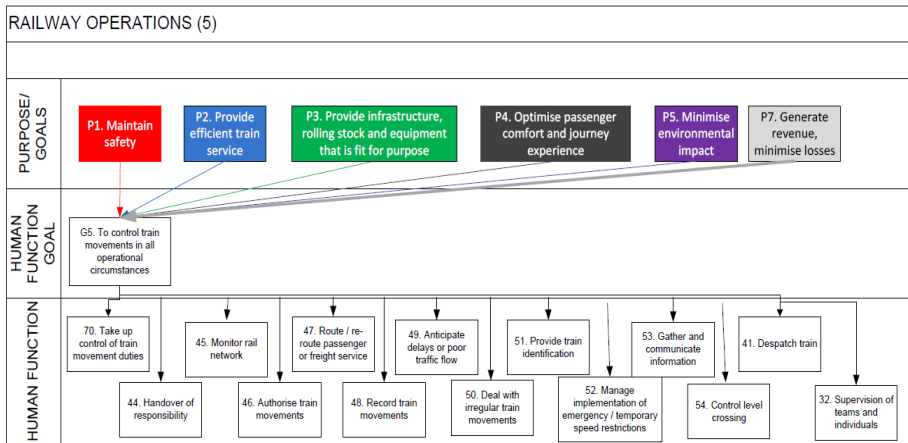 RAILWAY OPERATIONS (5)
PURPOSE/
GOALS
P1. Maintain
safety
P2. Provide
efficient train
service
P3. Provide infrastructure,
rolling stock and equipment
that is fit for purpose
P4. Optimise passenger
comfort and journey
experience
P5. Minimise
environmental
impact
P7. Generate
revenue,
minimise losses
HUMAN
FUNCTION
GOAL
G5. To control train
movements in all
operational
circumstances
HUMAN FUNCTION
70. Take up
control of train
movement duties
45. Monitor rail
network
47. Route / re-
route passenger
or freight service
49. Anticipate
delays or poor
traffic flow
51. Provide train
identification
53. Gather and
communicate
information
41. Despatch train
44. Handover of
responsibility
46. Authorise train
movements
48. Record train
movements
50. Deal with
irregular train
movements
52. Manage
implementation of
emergency / temporary
speed restrictions
54. Control level
crossing
32. Supervision of
teams and
individuals